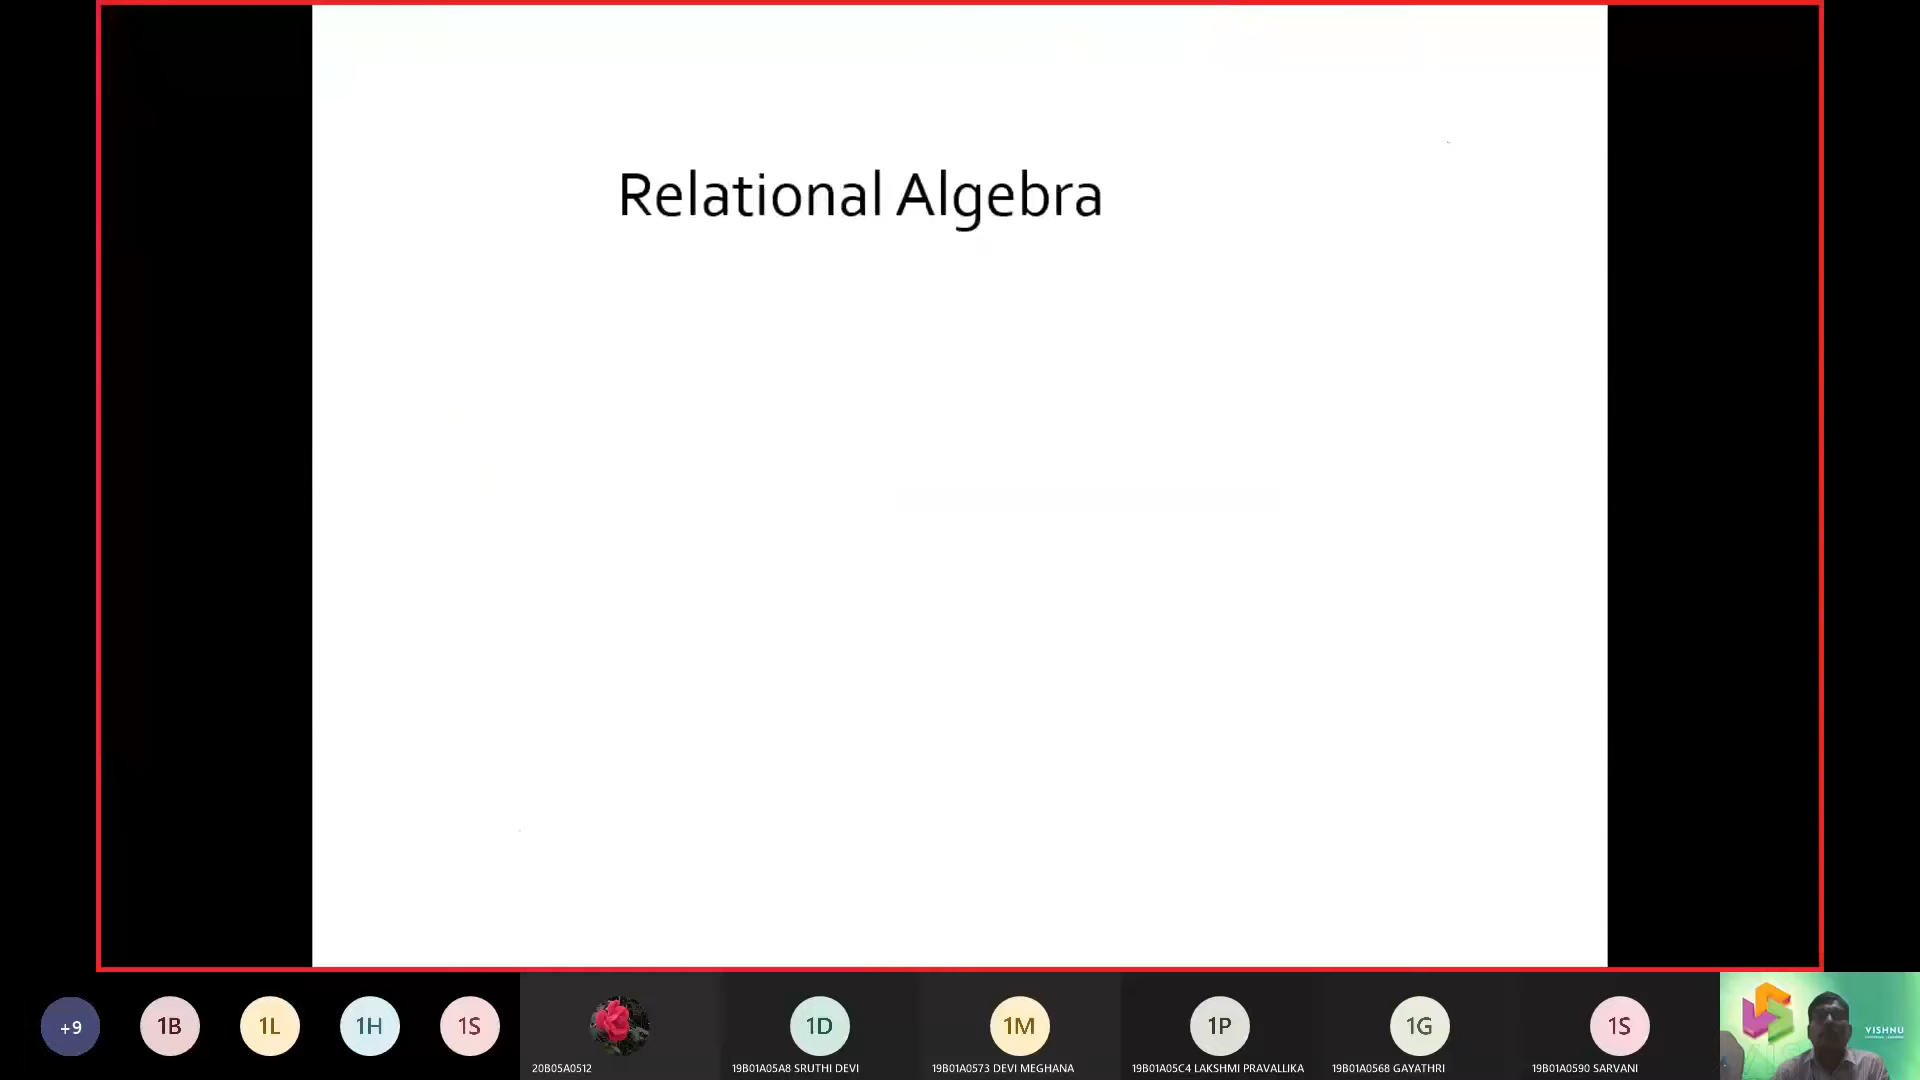 Relational Algebra
+9
1B
1L
1H
1S
1D
1M
1P
1G
1S
VISHNU
20B05A0512
19B01A05A8 SRUTHI DEVI
19B01A0573 DEVI MEGHANA
19B01A05C4 LAKSHMI PRAVALLIKA
19B01A0568 GAYATHRI
19B01A0590 SARVANI